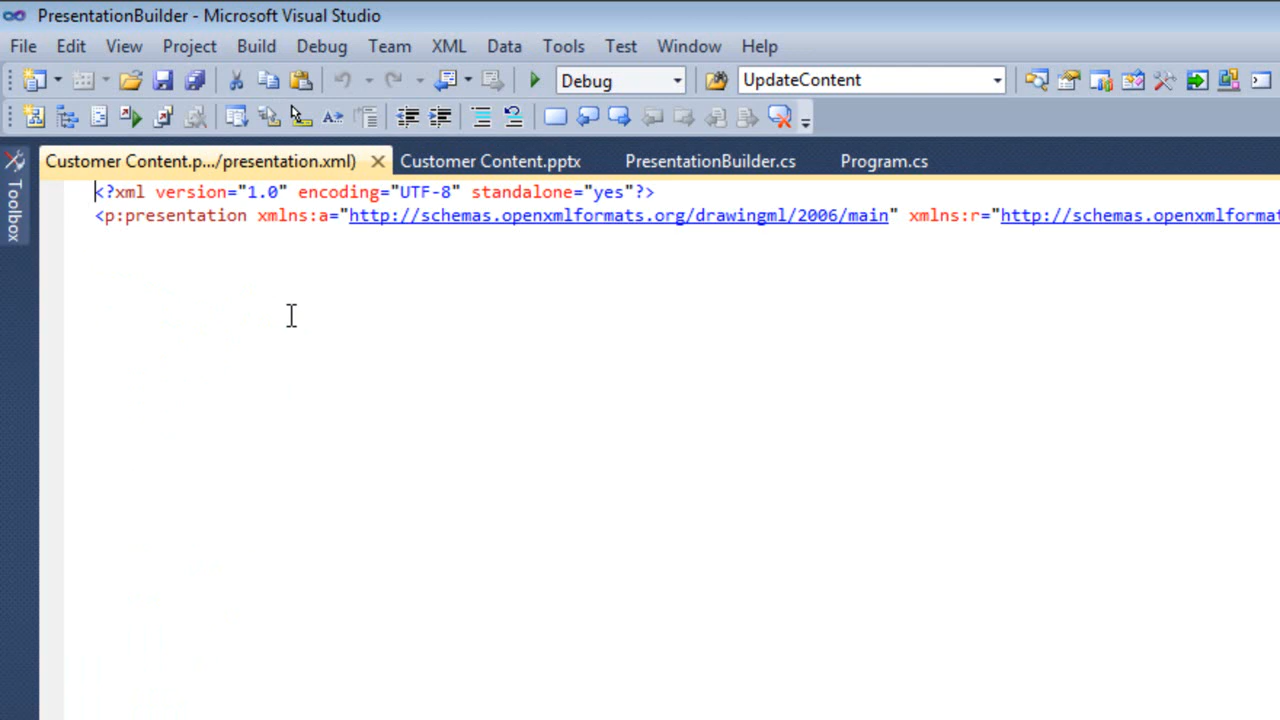 PresentationBuilder - Microsoft Visual Studio
File Edit View Project Build Debug Team XML Data Tools Test Window Help
Debug UpdateContent
Customer Content.p.../presentation.xml) Customer Content.pptx PresentationBuilder.cs Program.cs
Toolbox
<?xml version="1.0" encoding="UTF-8" standalone="yes"?>
<p:presentation xmlns:a="http://schemas.openxmlformats.org/drawingml/2006/main" xmlns:r="http://schemas.openxmlformat